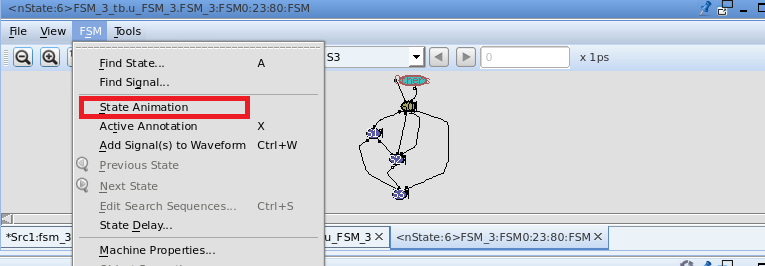 <nState:6>FSM_3_tb.u_FSM_3.FSM_3:FSM0:23:80:FSM
File View FSM Tools
S3 0 x 1ps
Find State... A
Find Signal...
State Animation
Active Annotation X
Add Signal(s) to Waveform Ctrl+W
Previous State
Next State
Edit Search Sequences... Ctrl+S
State Delay...
Machine Properties...
S0
S1
S2
S3
*Src1:fsm_3 u_FSM_3 <nState:6>FSM_3:FSM0:23:80:FSM